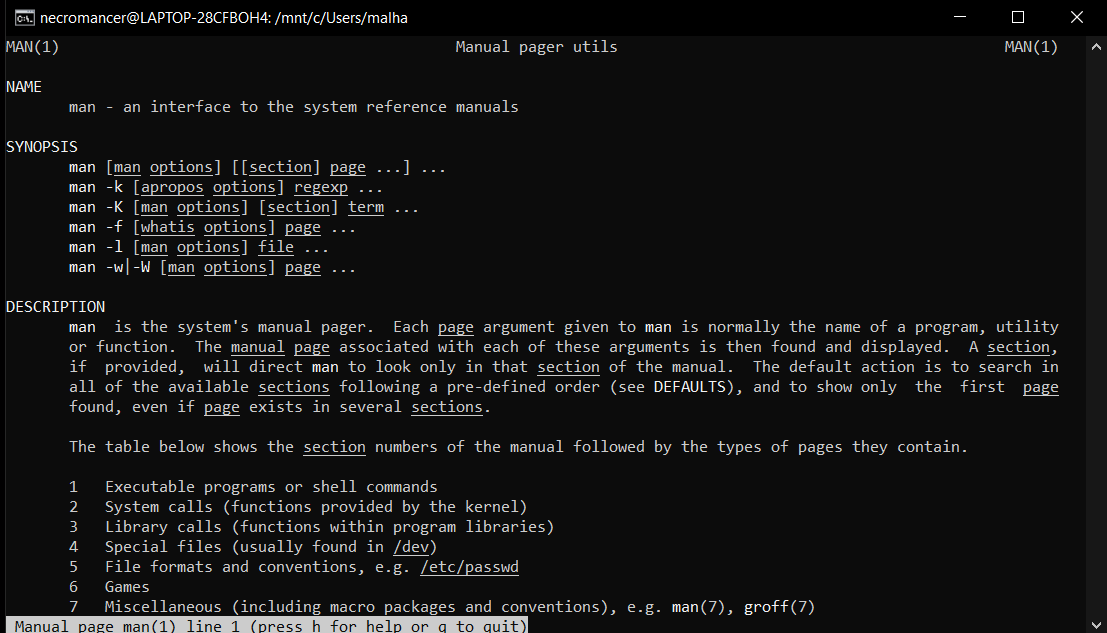 necromancer@LAPTOP-28CFBOH4: /mnt/c/Users/malha
MAN(1) Manual pager utils MAN(1)
NAME
man - an interface to the system reference manuals
SYNOPSIS
man [man options] [[section] page ...] ...
man -k [apropos options] regexp ...
man -K [man options] [section] term ...
man -f [whatis options] page ...
man -l [man options] file ...
man -w|-W [man options] page ...
DESCRIPTION
man  is the system's manual pager.  Each page argument given to man is normally the name of a program, utility
or function.  The manual page associated with each of these arguments is then found and displayed.  A section,
if  provided,  will direct man to look only in that section of the manual.  The default action is to search in
all of the available sections following a pre-defined order (see DEFAULTS), and to show only  the  first  page
found, even if page exists in several sections.
The table below shows the section numbers of the manual followed by the types of pages they contain.
1   Executable programs or shell commands
2   System calls (functions provided by the kernel)
3   Library calls (functions within program libraries)
4   Special files (usually found in /dev)
5   File formats and conventions, e.g. /etc/passwd
6   Games
7   Miscellaneous (including macro packages and conventions), e.g. man(7), groff(7)
Manual page man(1) line 1 (press h for help or q to quit)